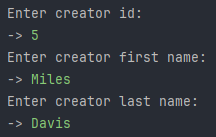 Enter creator id:
-> 5
Enter creator first name:
-> Miles
Enter creator last name:
-> Davis